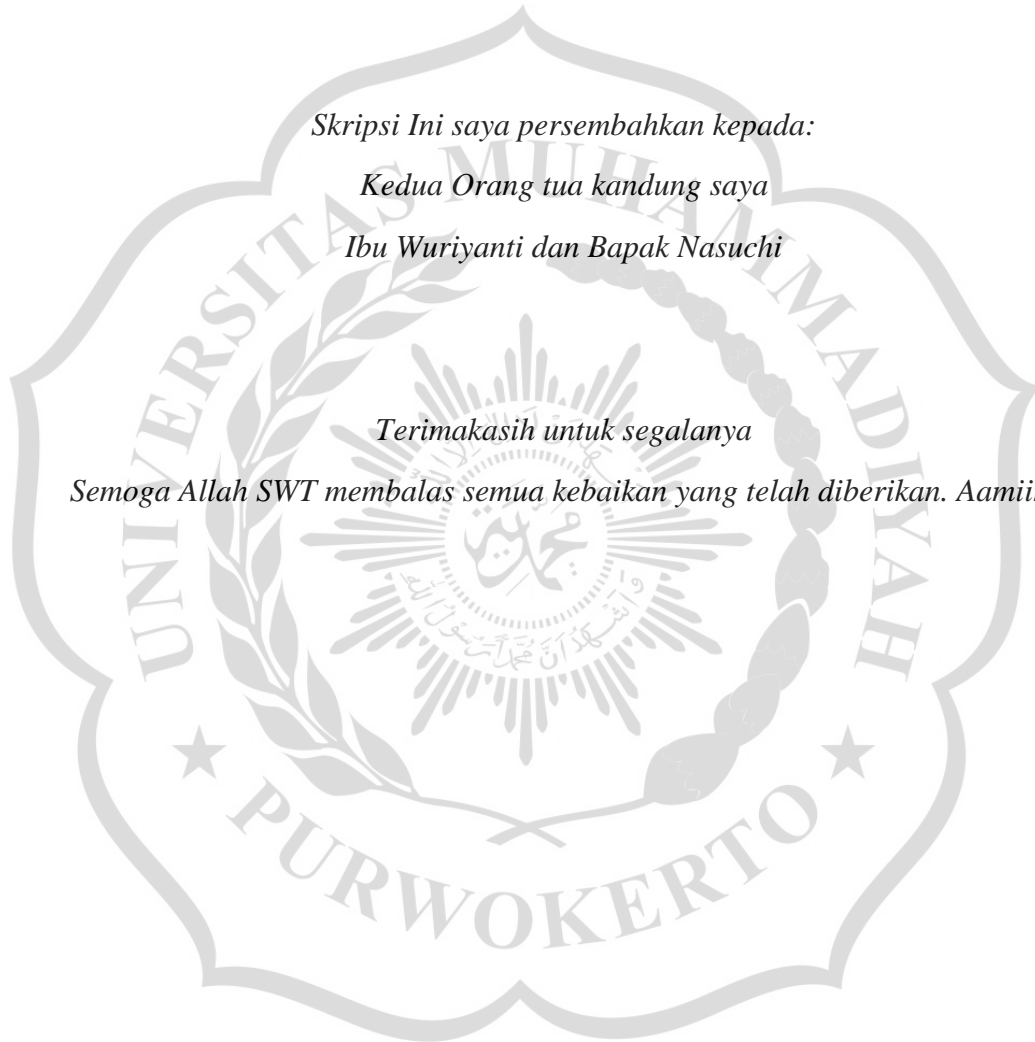 Skripsi Ini saya persembahkan kepada:
Kedua Orang tua kandung saya
Ibu Wuriyanti dan Bapak Nasuchi
Terimakasih untuk segalanya
Semoga Allah SWT membalas semua kebaikan yang telah diberikan.
UNIVERSITAS MUHAMMADIYAH
PURWOKERTO
محمد